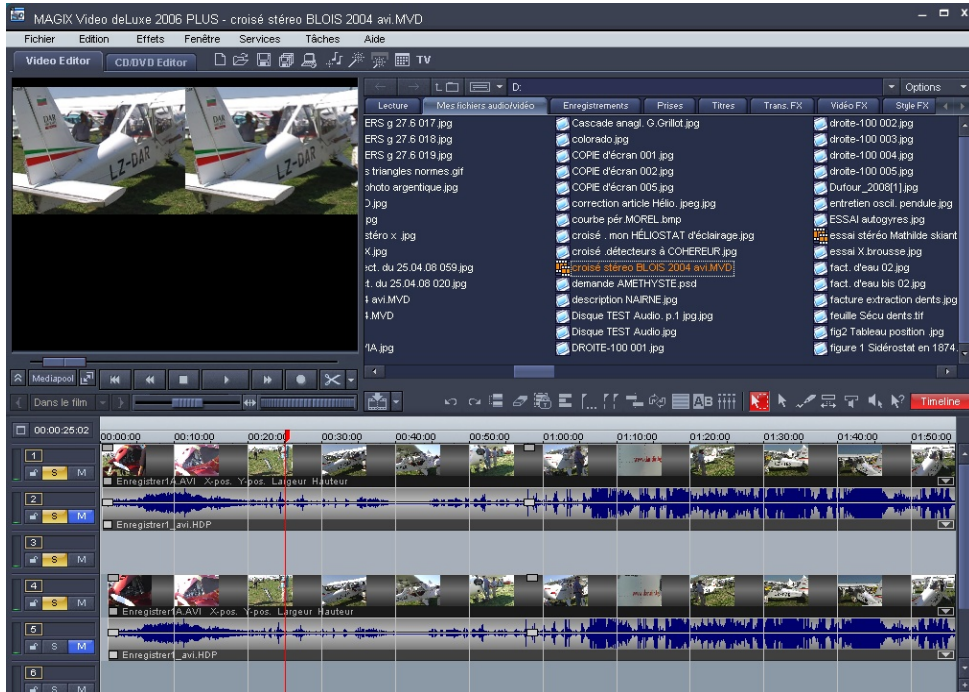 MAGIX Video deLuxe 2006 PLUS - croisé stéreo BLOIS 2004 avi.MVD
Fichier Edition Effets Fenêtre Services Tâches Aide
Video Editor CD/DVD Editor TV
D: Options
Lecture Mes fichiers audio/vidéo Enregistrements Prises Titres Trans. FX Vidéo FX Style FX
ERS g 27.6 017.jpg
ERS g 27.6 018.jpg
ERS g 27.6 019.jpg
s triangles normes.gif
photo argentique.jpg
D.jpg
pg
stéro x .jpg
X.jpg
ect. du 25.04.08 059.jpg
t. du 25.04.08 020.jpg
4 avi.MVD
4.MVD
/IA.jpg
Cascade anagl. G.Grillot.jpg
colorado.jpg
COPIE d'écran 001.jpg
COPIE d'écran 002.jpg
COPIE d'écran 005.jpg
correction article Hélio. jpeg.jpg
courbe pér.MOREL.bmp
croisé . mon HÉLIOSTAT d'éclairage.jpg
croisé .détecteurs à COHEREUR.jpg
croisé stéreo BLOIS 2004 avi.MVD
demande AMETHYSTE.psd
description NAIRNE.jpg
Disque TEST Audio. p.1 jpg.jpg
Disque TEST Audio.jpg
DROITE-100 001.jpg
droite-100 002.jpg
droite-100 003.jpg
droite-100 004.jpg
droite-100 005.jpg
Dufour_2008[1].jpg
entretien oscil. pendule.jpg
ESSAI autogyres.jpg
essai stéréo Mathilde skiant
essai X.brousse.jpg
fact. d'eau 02.jpg
fact. d'eau bis 02.jpg
facture extraction dents.jpg
feuille Sécu dents.tif
fig2 Tableau position .jpg
figure 1 Sidérostat en 1874.
DAR LZ-DAR DAR LZ-DAR
Mediapool
Dans le film
AB
Timeline
00:00:25:02
00:00:00 00:10:00 00:20:00 00:30:00 00:40:00 00:50:00 01:00:00 01:10:00 01:20:00 01:30:00 01:40:00 01:50:00
1
S M
Enregistrer1A.AVI X-pos. Y-pos. Largeur Hauteur
2
S M
Enregistrer1_avi.HDP
3
S M
4
S M
Enregistrer1A.AVI X-pos. Y-pos. Largeur Hauteur
5
S M
Enregistrer1_avi.HDP
6
S M